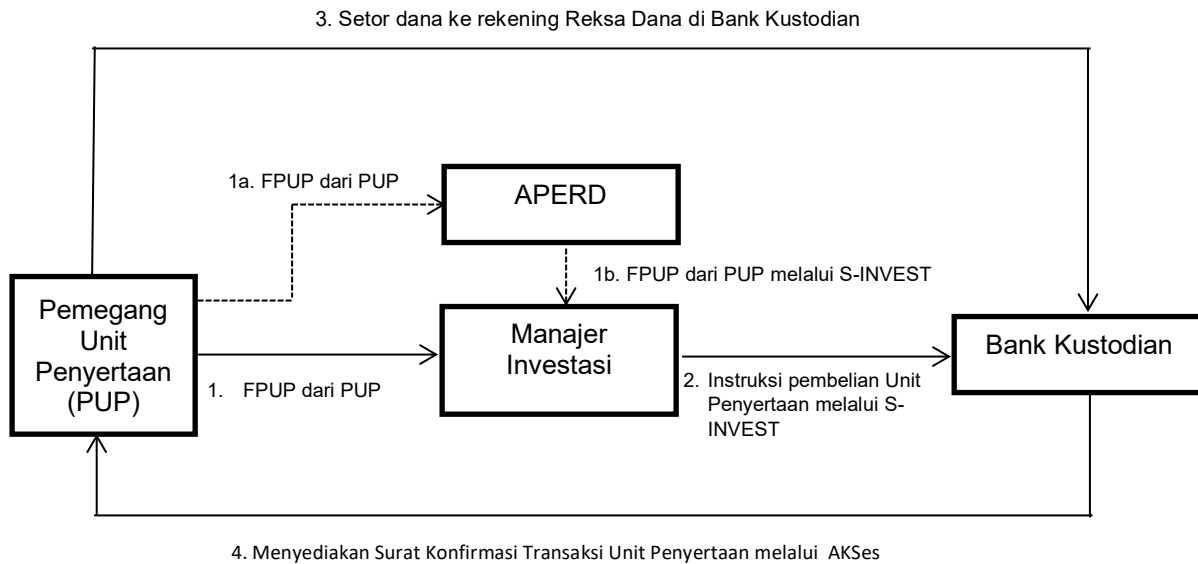 3. Setor dana ke rekening Reksa Dana di Bank Kustodian
1a. FPUP dari PUP
APERD
1b. FPUP dari PUP melalui S-INVEST
Pemegang
Unit
Penyertaan
(PUP)
Manajer
Investasi
Bank Kustodian
1. FPUP dari PUP
2. Instruksi pembelian Unit
Penyertaan melalui S-
INVEST
4. Menyediakan Surat Konfirmasi Transaksi Unit Penyertaan melalui AKSes